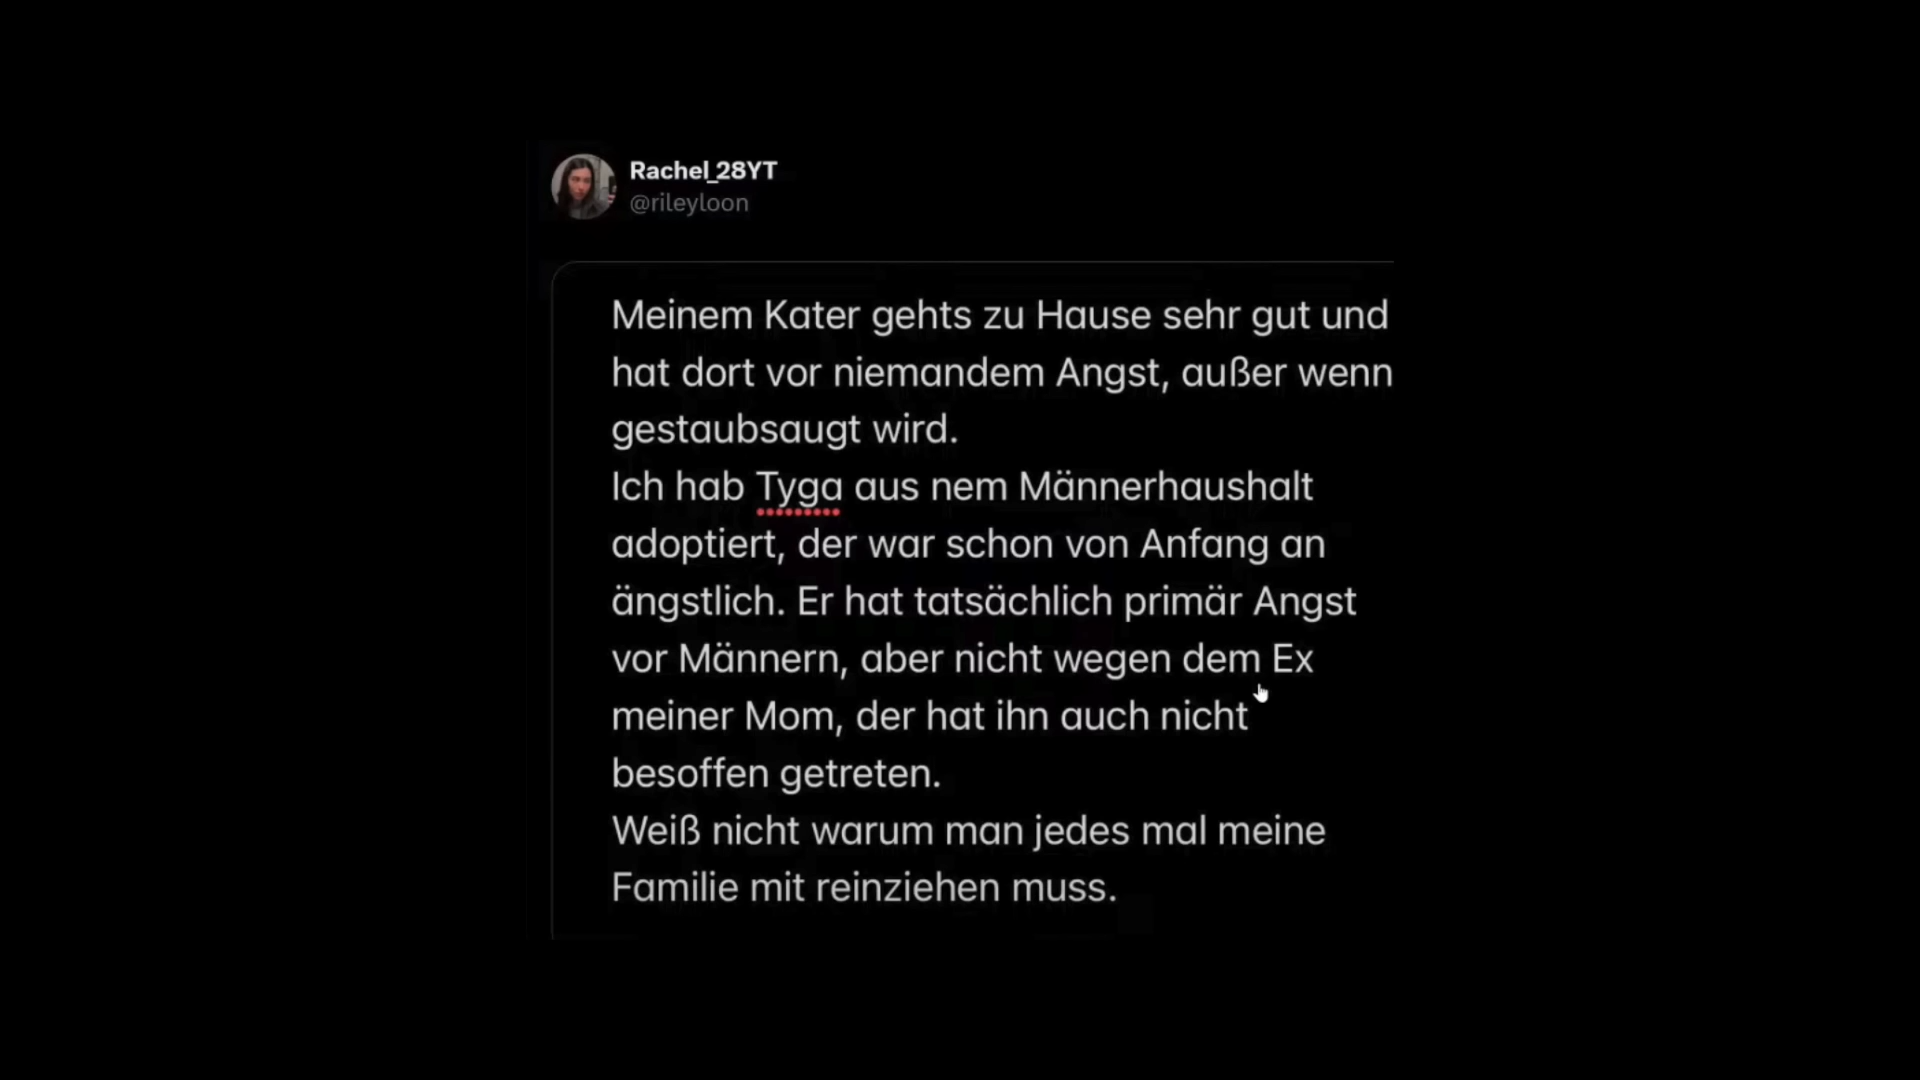 Rachel_28YT
@rileyloon
Meinem Kater gehts zu Hause sehr gut und
hat dort vor niemandem Angst, außer wenn
gestaubsaugt wird.
Ich hab Tyga aus nem Männerhaushalt
adoptiert, der war schon von Anfang an
ängstlich. Er hat tatsächlich primär Angst
vor Männern, aber nicht wegen dem Ex
meiner Mom, der hat ihn auch nicht
besoffen getreten.
Weiß nicht warum man jedes mal meine
Familie mit reinziehen muss.